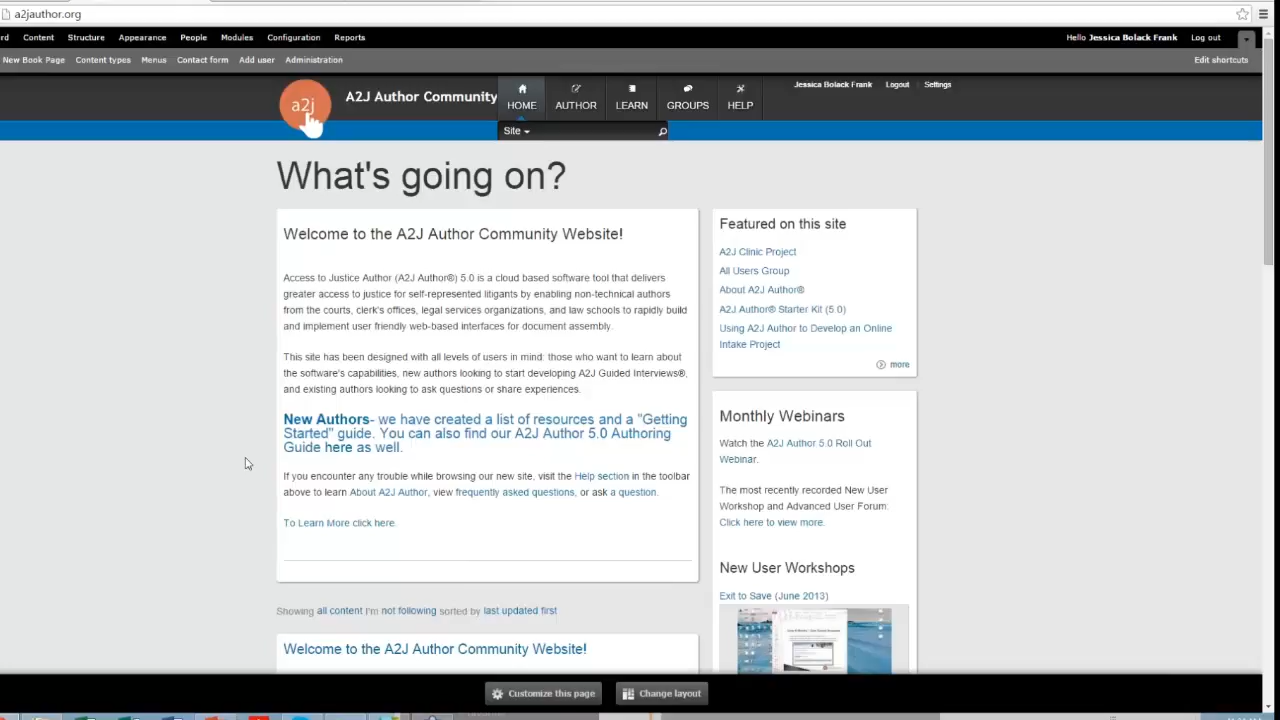 a2jauthor.org
Content Structure Appearance People Modules Configuration Reports Hello Jessica Bolack Frank Log out
New Book Page Content types Menus Contact form Add user Administration Edit shortcuts
a2j A2J Author Community
HOME AUTHOR LEARN GROUPS HELP
Jessica Bolack Frank Logout Settings
Site
What's going on?
Welcome to the A2J Author Community Website!
Access to Justice Author (A2J Author®) 5.0 is a cloud based software tool that delivers
greater access to justice for self-represented litigants by enabling non-technical authors
from the courts, clerk's offices, legal services organizations, and law schools to rapidly build
and implement user friendly web-based interfaces for document assembly.
This site has been designed with all levels of users in mind: those who want to learn about
the software's capabilities, new authors looking to start developing A2J Guided Interviews®,
and existing authors looking to ask questions or share experiences.
New Authors- we have created a list of resources and a "Getting
Started" guide. You can also find our A2J Author 5.0 Authoring
Guide here as well.
If you encounter any trouble while browsing our new site, visit the Help section in the toolbar
above to learn About A2J Author, view frequently asked questions, or ask a question.
To Learn More click here.
Showing all content I'm not following sorted by last updated first
Welcome to the A2J Author Community Website!
Featured on this site
A2J Clinic Project
All Users Group
About A2J Author®
A2J Author® Starter Kit (5.0)
Using A2J Author to Develop an Online
Intake Project
more
Monthly Webinars
Watch the A2J Author 5.0 Roll Out
Webinar.
The most recently recorded New User
Workshop and Advanced User Forum:
Click here to view more.
New User Workshops
Exit to Save (June 2013)
Customize this page Change layout